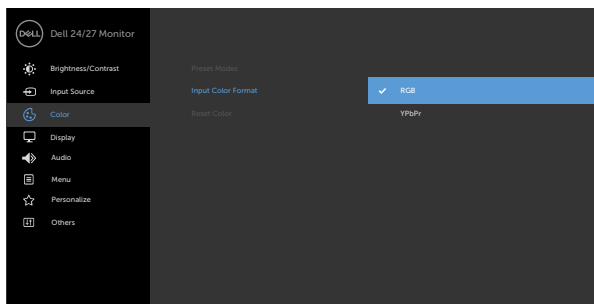 DELL
Dell 24/27 Monitor
Brightness/Contrast
Input Source
Color
Display
Audio
Menu
Personalize
Others
Preset Modes
Input Color Format
Reset Color
RGB
YPbPr